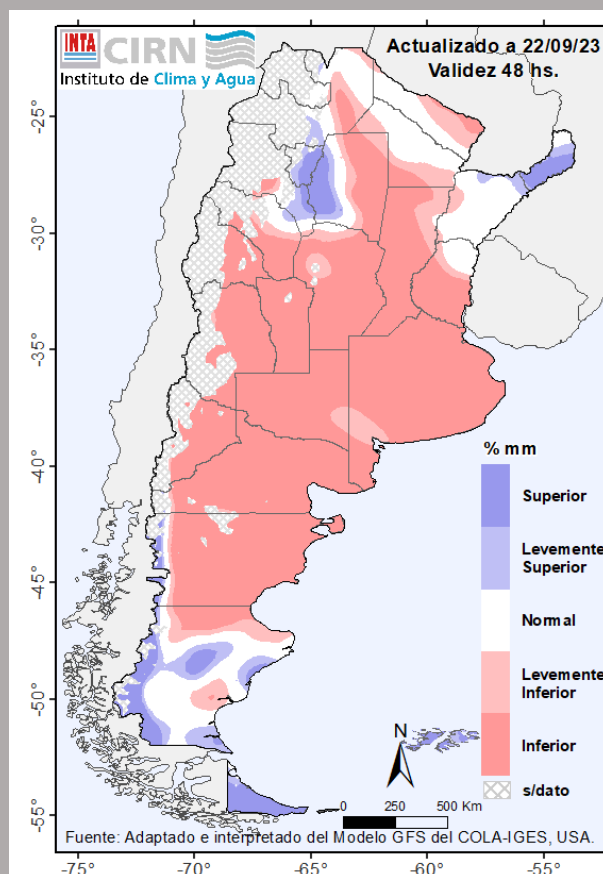 INTA CIRN
Instituto de Clima y Agua
Actualizado a 22/09/23
Validez 48 hs.
-25°
-30°
-35°
-40°
-45°
-50°
-55°
% mm
Superior
Levemente
Superior
Normal
Levemente
Inferior
Inferior
s/dato
N
0 250 500 Km
Fuente: Adaptado e interpretado del Modelo GFS del COLA-IGES, USA.
-75° -70° -65° -60° -55°